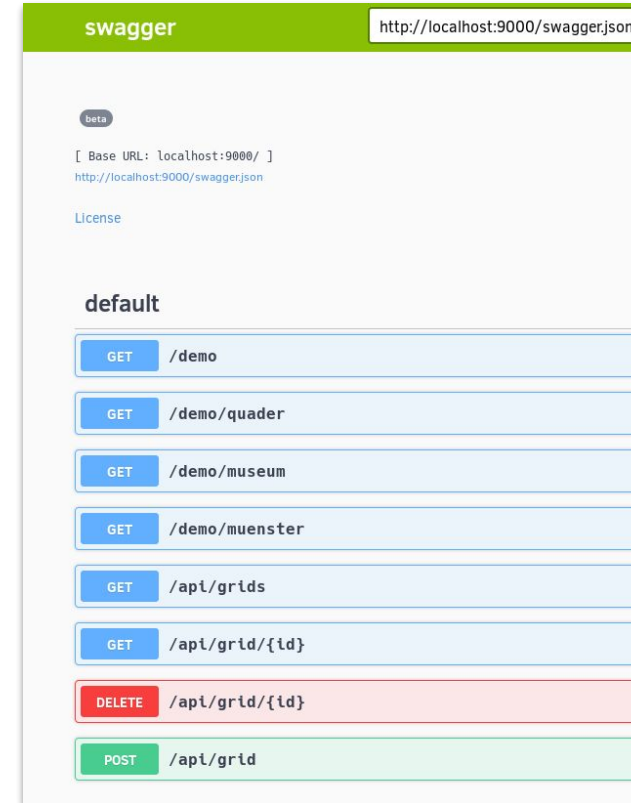 swagger http://localhost:9000/swagger.json
beta
[ Base URL: localhost:9000/ ]
http://localhost:9000/swagger.json
License
default
GET /demo
GET /demo/quader
GET /demo/museum
GET /demo/muenster
GET /api/grids
GET /api/grid/{id}
DELETE /api/grid/{id}
POST /api/grid